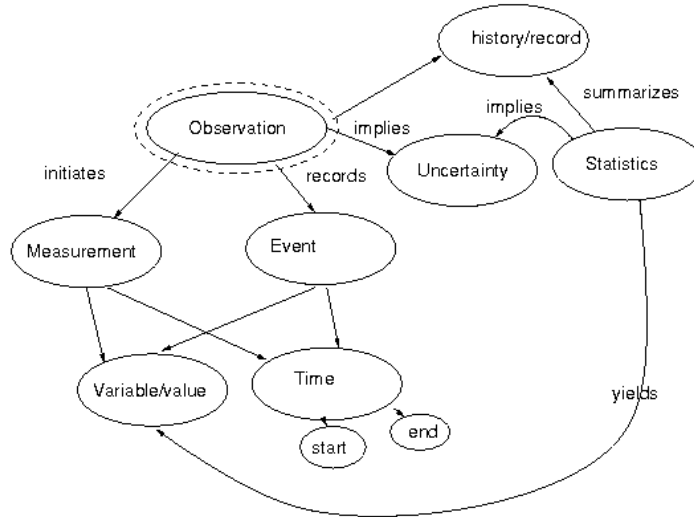 history/record
summarizes
implies
Observation
implies
Uncertainty
Statistics
initiates
records
Measurement
Event
Variable/value
Time
yields
start
end